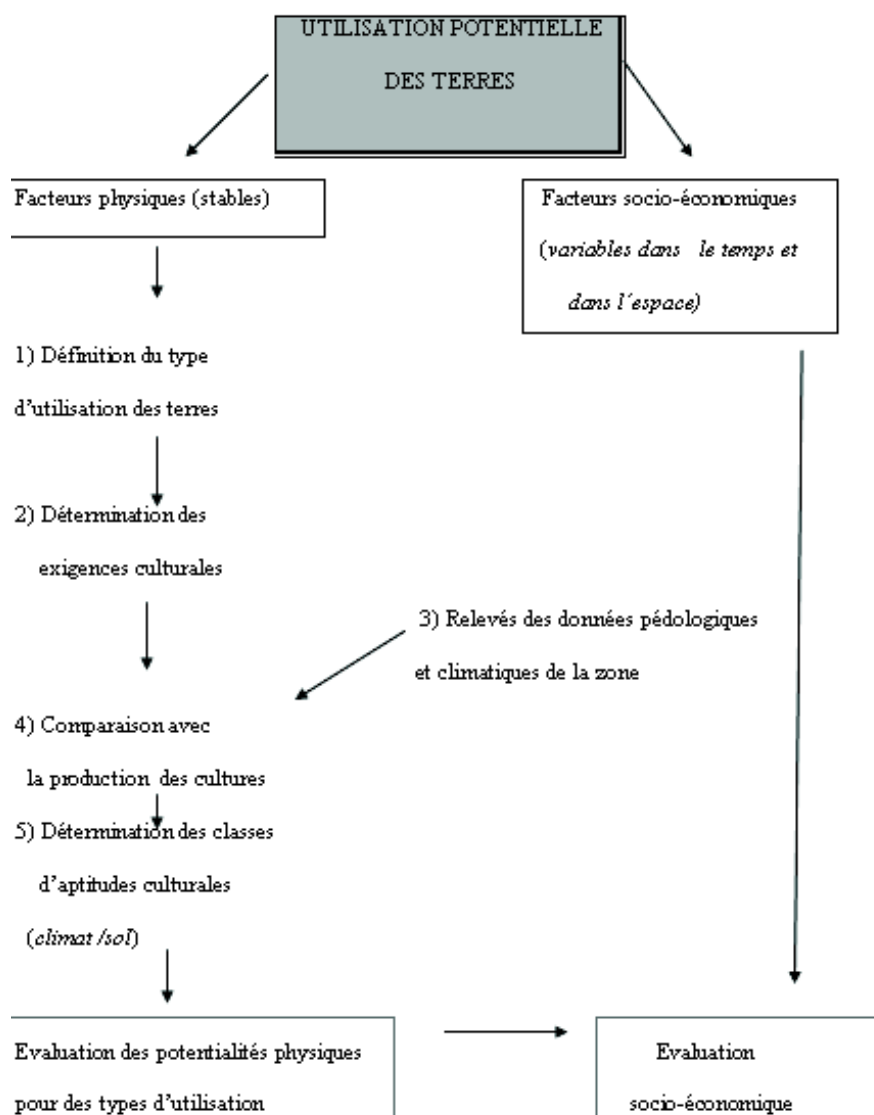 UTILISATION POTENTIELLE
DES TERRES
Facteurs physiques (stables)
Facteurs socio-économiques
(variables dans le temps et
dans l´espace)
1) Définition du type
d’utilisation des terres
2) Détermination des
exigences culturales
3) Relevés des données pédologiques
et climatiques de la zone
4) Comparaison avec
la production des cultures
5) Détermination des classes
d’aptitudes culturales
(climat /sol)
Evaluation des potentialités physiques
pour des types d’utilisation
Evaluation
socio-économique